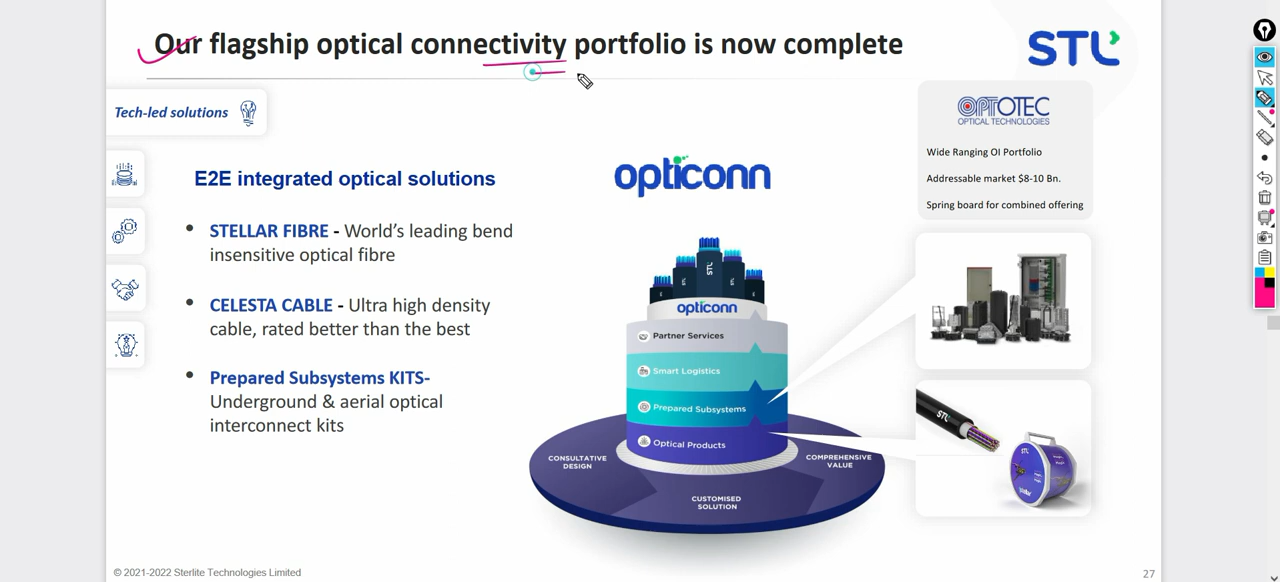 Our flagship optical connectivity portfolio is now complete
STL
Tech-led solutions
OPTOTEC
OPTICAL TECHNOLOGIES
Wide Ranging OI Portfolio
Addressable market $8-10 Bn.
Spring board for combined offering
E2E integrated optical solutions
• STELLAR FIBRE - World's leading bend
insensitive optical fibre
• CELESTA CABLE - Ultra high density
cable, rated better than the best
• Prepared Subsystems KITS-
Underground & aerial optical
interconnect kits
opticonn
STL
opticonn
Partner Services
Smart Logistics
Prepared Subsystems
Optical Products
CONSULTATIVE
DESIGN
CUSTOMISED
SOLUTION
COMPREHENSIVE
VALUE
STL
STL
© 2021-2022 Sterlite Technologies Limited
27